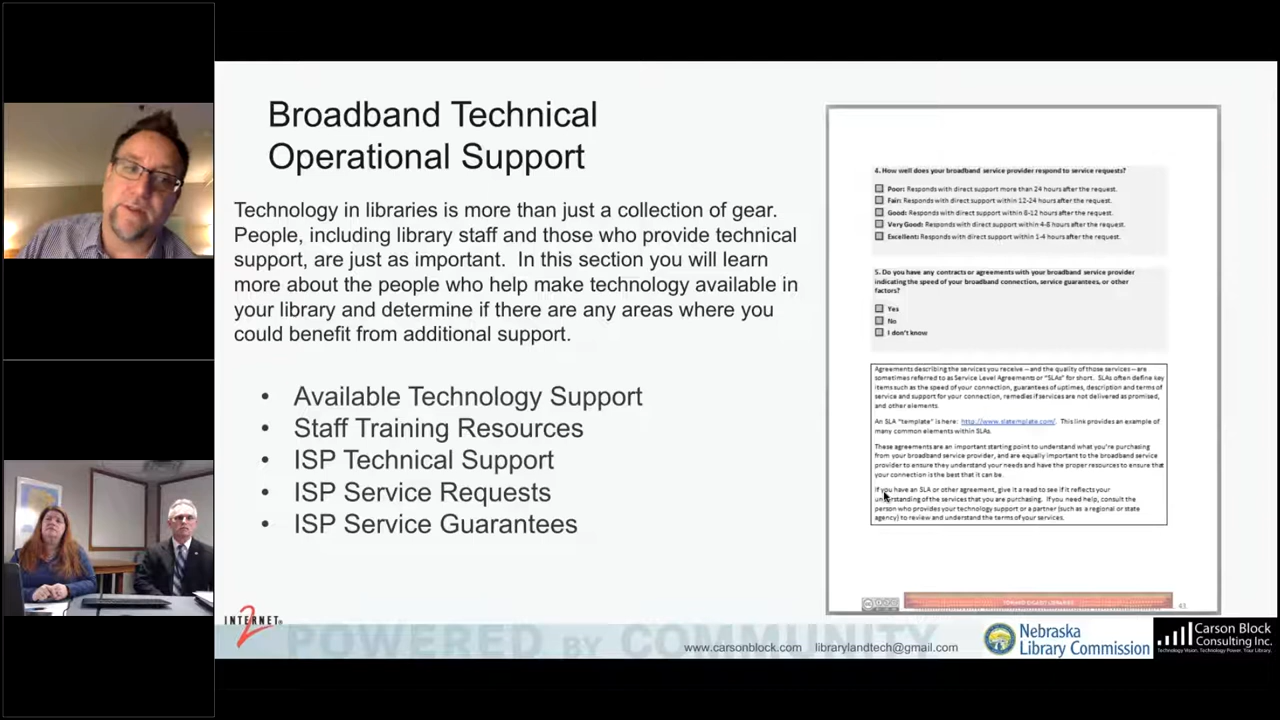 Broadband Technical
Operational Support
Technology in libraries is more than just a collection of gear.
People, including library staff and those who provide technical
support, are just as important.  In this section you will learn
more about the people who help make technology available in
your library and determine if there are any areas where you
could benefit from additional support.
• Available Technology Support
• Staff Training Resources
• ISP Technical Support
• ISP Service Requests
• ISP Service Guarantees
4. How well does your broadband service provider respond to service requests?
Poor: Responds with direct support more than 24 hours after the request.
Fair: Responds with direct support within 12-24 hours after the request.
Good: Responds with direct support within 8-12 hours after the request.
Very Good: Responds with direct support within 4-8 hours after the request.
Excellent: Responds with direct support within 1-4 hours after the request.
5. Do you have any contracts or agreements with your broadband service provider
indicating the speed of your broadband connection, service guarantees, or other
factors?
Yes
No
I don't know
Agreements describing the services you receive – and the quality of those services – are
sometimes referred to as Service Level Agreements or "SLAs" for short.  SLAs often define key
items such as the speed of your connection, guarantees of uptimes, description and terms of
service and support for your connection, remedies if services are not delivered as promised,
and other elements.
An SLA "template" is here:  http://www.slatemplate.com/.  This link provides an example of
many common elements within SLAs.
These agreements are an important starting point to understand what you're purchasing
from your broadband service provider, and are equally important to the broadband service
provider to ensure they understand your needs and have the proper resources to ensure that
your connection is the best that it can be.
If you have an SLA or other agreement, give it a read to see if it reflects your
understanding of the services that you are purchasing.  If you need help, consult the
person who provides your technology support or a partner (such as a regional or state
agency) to review and understand the terms of your services.
TOWARD GIGABIT LIBRARIES
43
INTERNET®
2
POWERED BY COMMUNITY
www.carsonblock.com librarylandtech@gmail.com
Nebraska
Library Commission
Carson Block
Consulting Inc.
Technology Vision. Technology Power. Your Library.